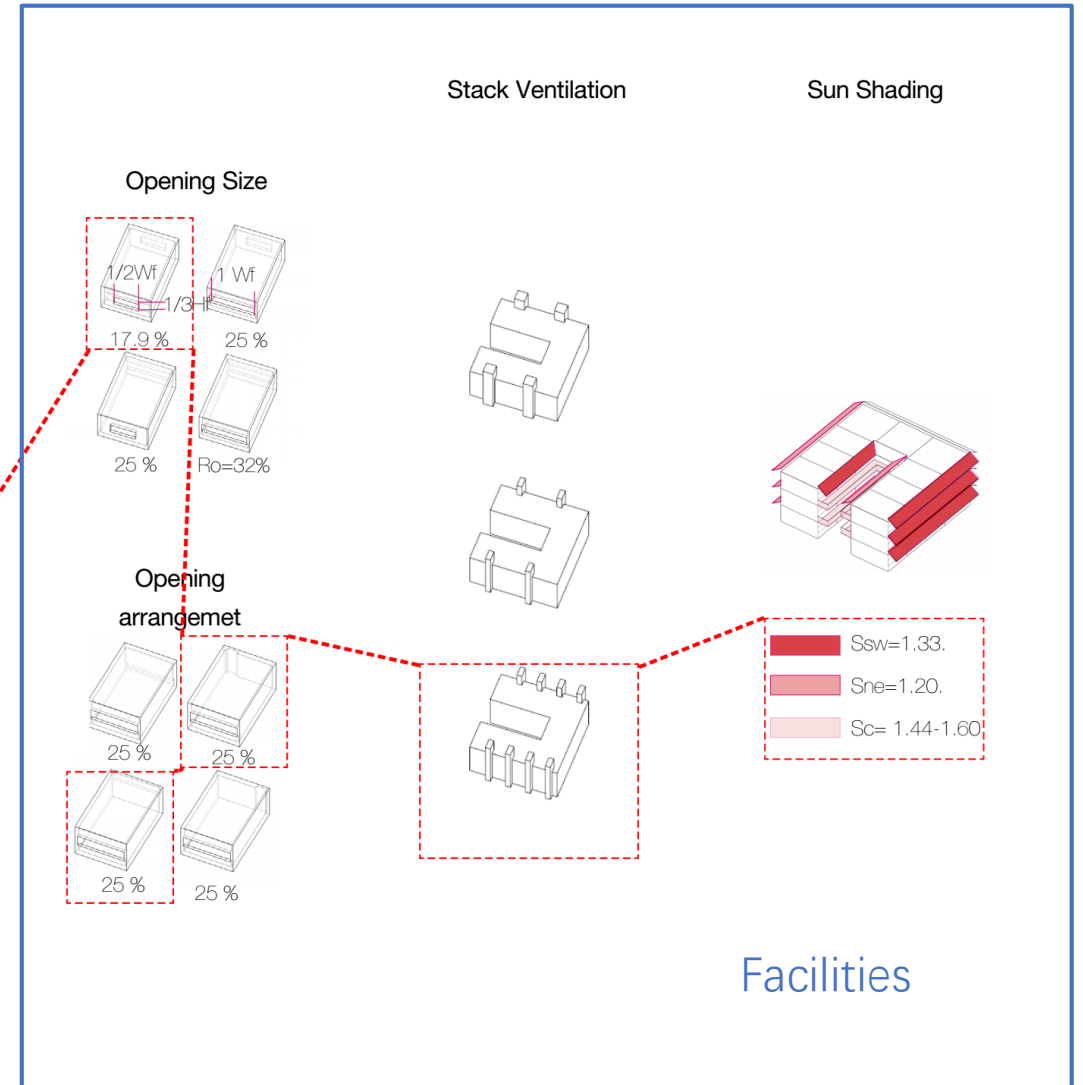 Stack Ventilation
Sun Shading
Opening Size
1/2Wf
1 Wf
1/3Hf
17.9 %
25 %
25 %
Ro=32%
Opening
arrangemet
25 %
25 %
25 %
25 %
Ssw=1.33.
Sne=1.20.
Sc= 1.44-1.60
Facilities